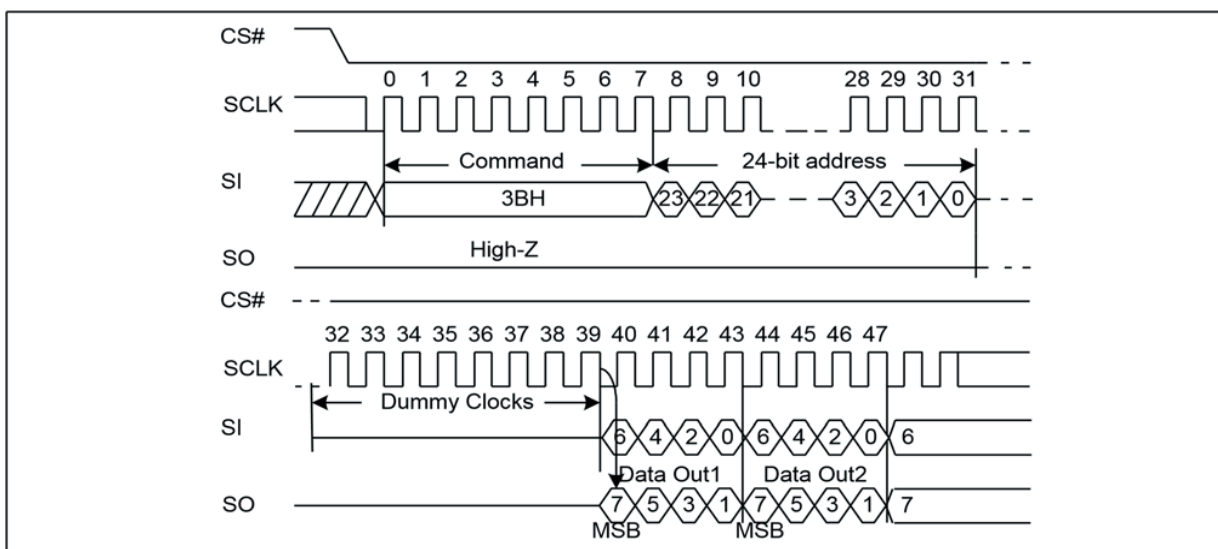 CS#
0 1 2 3 4 5 6 7 8 9 10 28 29 30 31
SCLK
Command 24-bit address
SI
3BH 23 22 21 3 2 1 0
High-Z
SO
CS#
32 33 34 35 36 37 38 39 40 41 42 43 44 45 46 47
SCLK
Dummy Clocks
SI
6 4 2 0 6 4 2 0 6
Data Out1 Data Out2
SO
7 5 3 1 7 5 3 1 7
MSB MSB